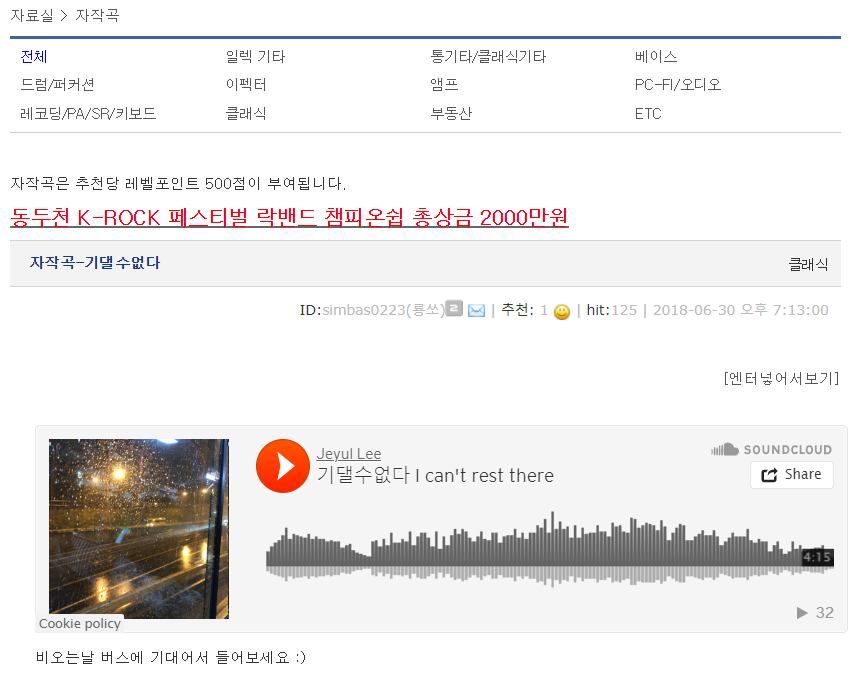 자료실 > 자작곡
전체 일렉 기타 통기타/클래식기타 베이스
드럼/퍼커션 이펙터 앰프 PC-FI/오디오
레코딩/PA/SR/키보드 클래식 부동산 ETC
자작곡은 추천당 레벨포인트 500점이 부여됩니다.
동두천 K-ROCK 페스티벌 락밴드 챔피온쉽 총상금 2000만원
자작곡-기댈수없다 클래식
ID:simbas0223(룡쏘) 2 | 추천: 1 | hit:125 | 2018-06-30 오후 7:13:00
[엔터넣어서보기]
Jeyul Lee SOUNDCLOUD
기댈수없다 I can't rest there Share
4:15
32
Cookie policy
비오는날 버스에 기대어서 들어보세요 :)